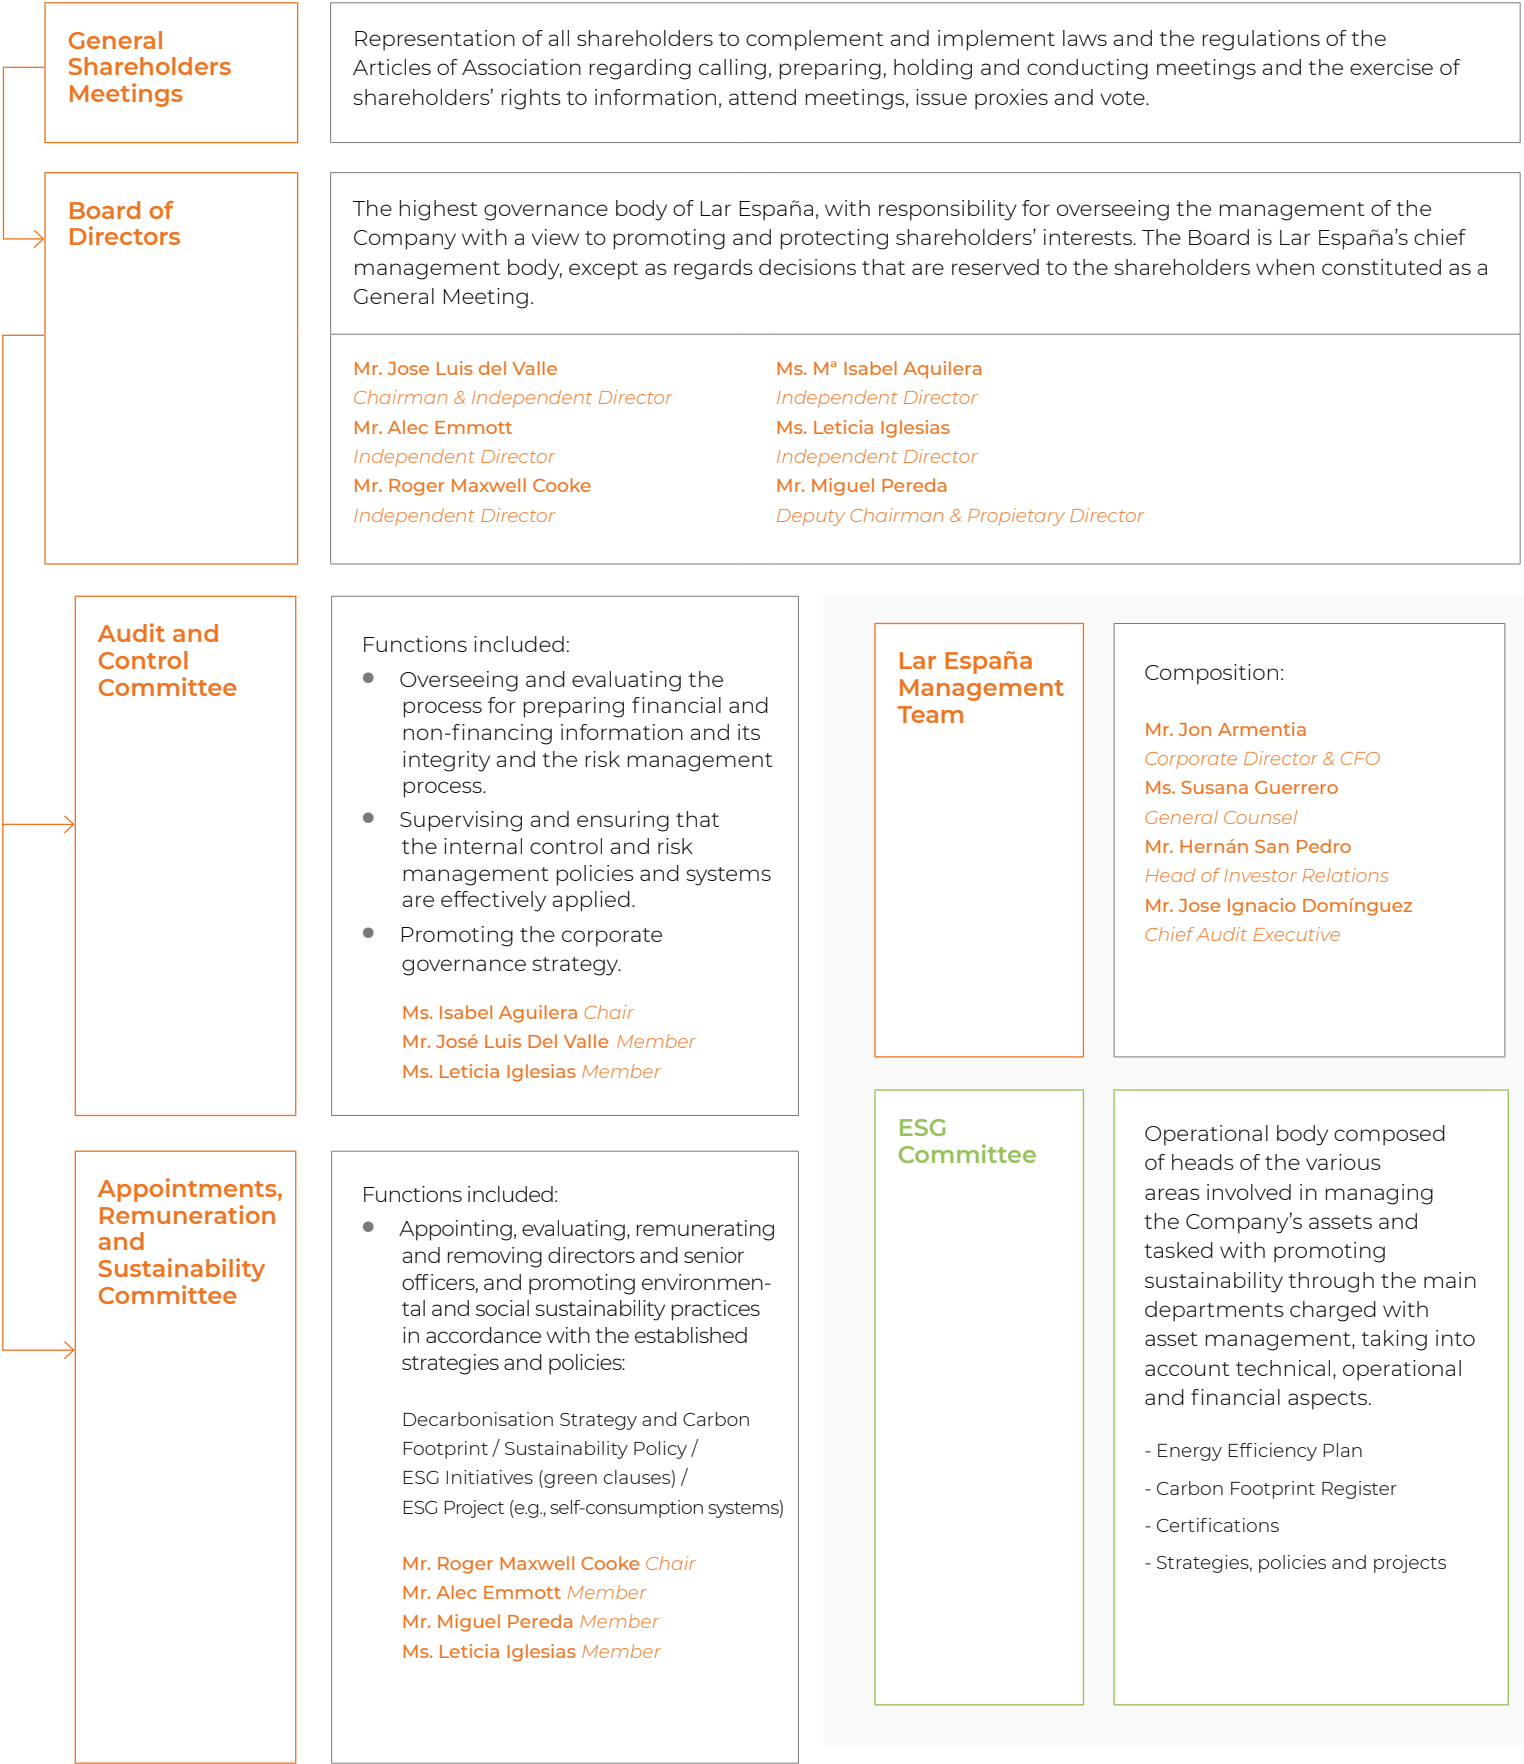 General
Shareholders
Meetings
Representation of all shareholders to complement and implement laws and the regulations of the
Articles of Association regarding calling, preparing, holding and conducting meetings and the exercise of
shareholders’ rights to information, attend meetings, issue proxies and vote.
Board of
Directors
The highest governance body of Lar España, with responsibility for overseeing the management of the
Company with a view to promoting and protecting shareholders’ interests. The Board is Lar España’s chief
management body, except as regards decisions that are reserved to the shareholders when constituted as a
General Meeting.
Mr. Jose Luis del Valle
Chairman & Independent Director
Mr. Alec Emmott
Independent Director
Mr. Roger Maxwell Cooke
Independent Director
Ms. Mª Isabel Aquilera
Independent Director
Ms. Leticia Iglesias
Independent Director
Mr. Miguel Pereda
Deputy Chairman & Propietary Director
Audit and
Control
Committee
Functions included:
• Overseeing and evaluating the
process for preparing financial and
non-financing information and its
integrity and the risk management
process.
• Supervising and ensuring that
the internal control and risk
management policies and systems
are effectively applied.
• Promoting the corporate
governance strategy.
Ms. Isabel Aguilera Chair
Mr. José Luis Del Valle Member
Ms. Leticia Iglesias Member
Appointments,
Remuneration
and
Sustainability
Committee
Functions included:
• Appointing, evaluating, remunerating
and removing directors and senior
officers, and promoting environmen-
tal and social sustainability practices
in accordance with the established
strategies and policies:
Decarbonisation Strategy and Carbon
Footprint / Sustainability Policy /
ESG Initiatives (green clauses) /
ESG Project (e.g., self-consumption systems)
Mr. Roger Maxwell Cooke Chair
Mr. Alec Emmott Member
Mr. Miguel Pereda Member
Ms. Leticia Iglesias Member
Lar España
Management
Team
Composition:
Mr. Jon Armentia
Corporate Director & CFO
Ms. Susana Guerrero
General Counsel
Mr. Hernán San Pedro
Head of Investor Relations
Mr. Jose Ignacio Domínguez
Chief Audit Executive
ESG
Committee
Operational body composed
of heads of the various
areas involved in managing
the Company’s assets and
tasked with promoting
sustainability through the main
departments charged with
asset management, taking into
account technical, operational
and financial aspects.
- Energy Efficiency Plan
- Carbon Footprint Register
- Certifications
- Strategies, policies and projects